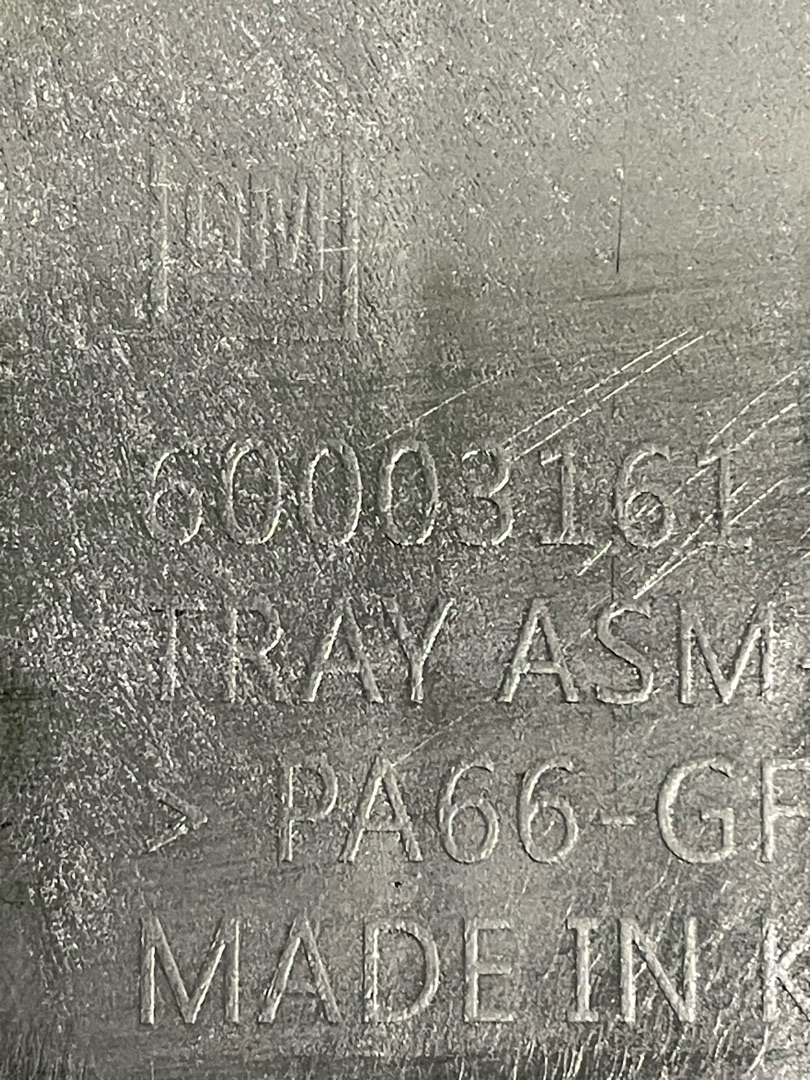 60003161
TRAY ASM-
> PA66-GF
MADE IN K